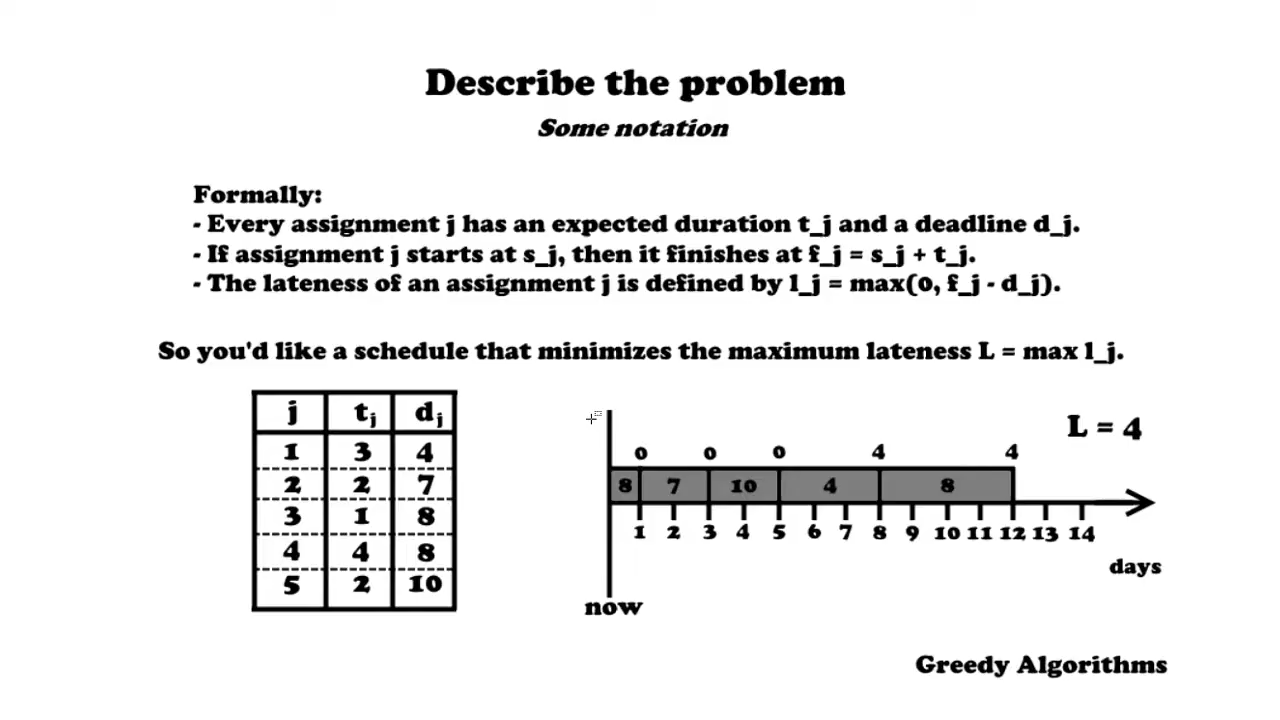 Describe the problem
Some notation
Formally:
- Every assignment j has an expected duration t_j and a deadline d_j.
- If assignment j starts at s_j, then it finishes at f_j = s_j + t_j.
- The lateness of an assignment j is defined by l_j = max(0, f_j - d_j).
So you'd like a schedule that minimizes the maximum lateness L = max l_j.
j tj dj
1 3 4
2 2 7
3 1 8
4 4 8
5 2 10
L = 4
0 0 0 4 4
8 7 10 4 8
1 2 3 4 5 6 7 8 9 10 11 12 13 14
days
now
Greedy Algorithms